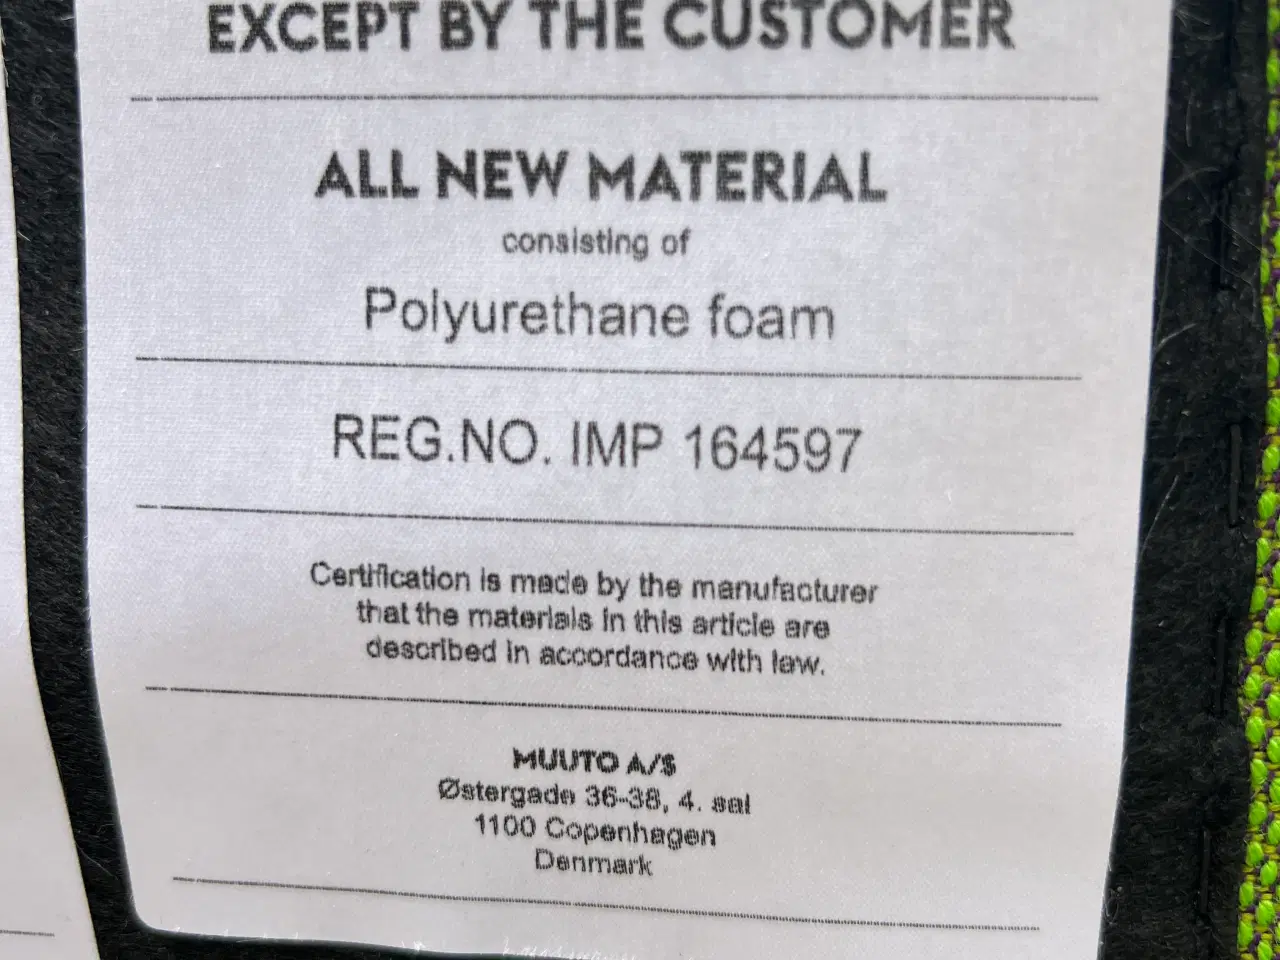 EXCEPT BY THE CUSTOMER
ALL NEW MATERIAL
consisting of
Polyurethane foam
REG.NO. IMP 164597
Certification is made by the manufacturer
that the materials in this article are
described in accordance with law.
MUUTO A/S
Østergade 36-38, 4. sal
1100 Copenhagen
Denmark